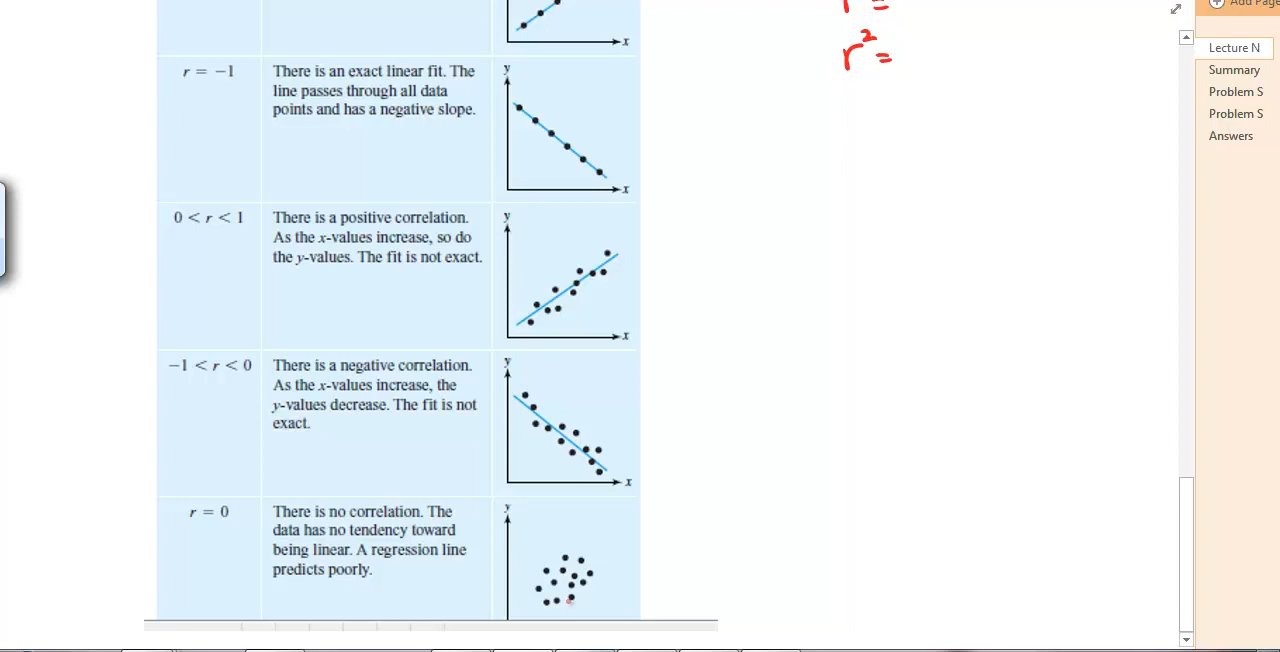 Add Page
r =
r² =
Lecture N
Summary
Problem S
Problem S
Answers
x
r = −1
There is an exact linear fit. The
line passes through all data
points and has a negative slope.
y
x
0 < r < 1
There is a positive correlation.
As the x-values increase, so do
the y-values. The fit is not exact.
y
x
−1 < r < 0
There is a negative correlation.
As the x-values increase, the
y-values decrease. The fit is not
exact.
y
x
r = 0
There is no correlation. The
data has no tendency toward
being linear. A regression line
predicts poorly.
y